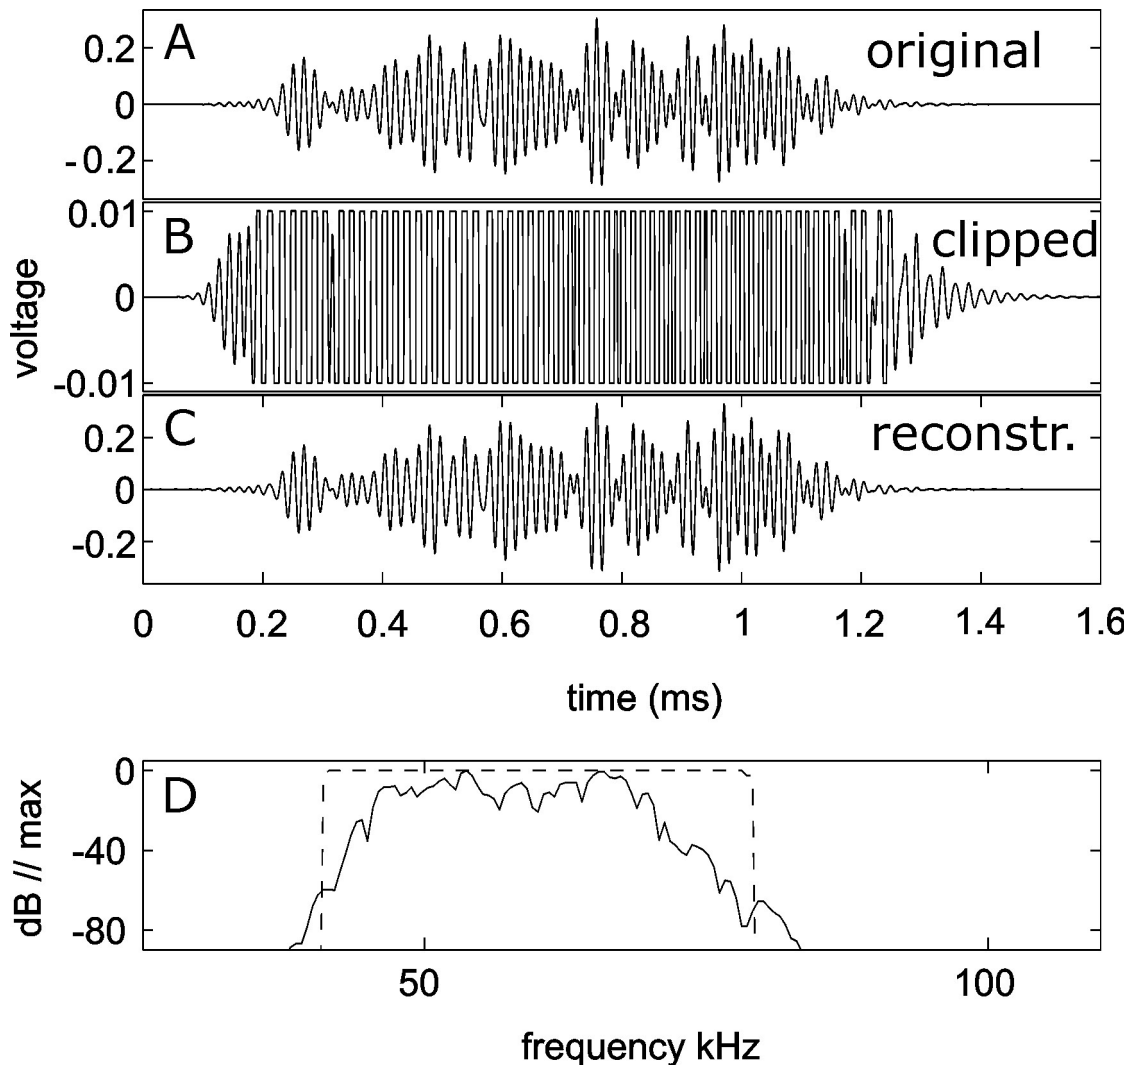 A
original
0.2
0
-0.2
B
clipped
0.01
0
-0.01
voltage
C
reconstr.
0.2
0
-0.2
0 0.2 0.4 0.6 0.8 1 1.2 1.4 1.6
time (ms)
D
0
-40
-80
dB // max
50 100
frequency kHz